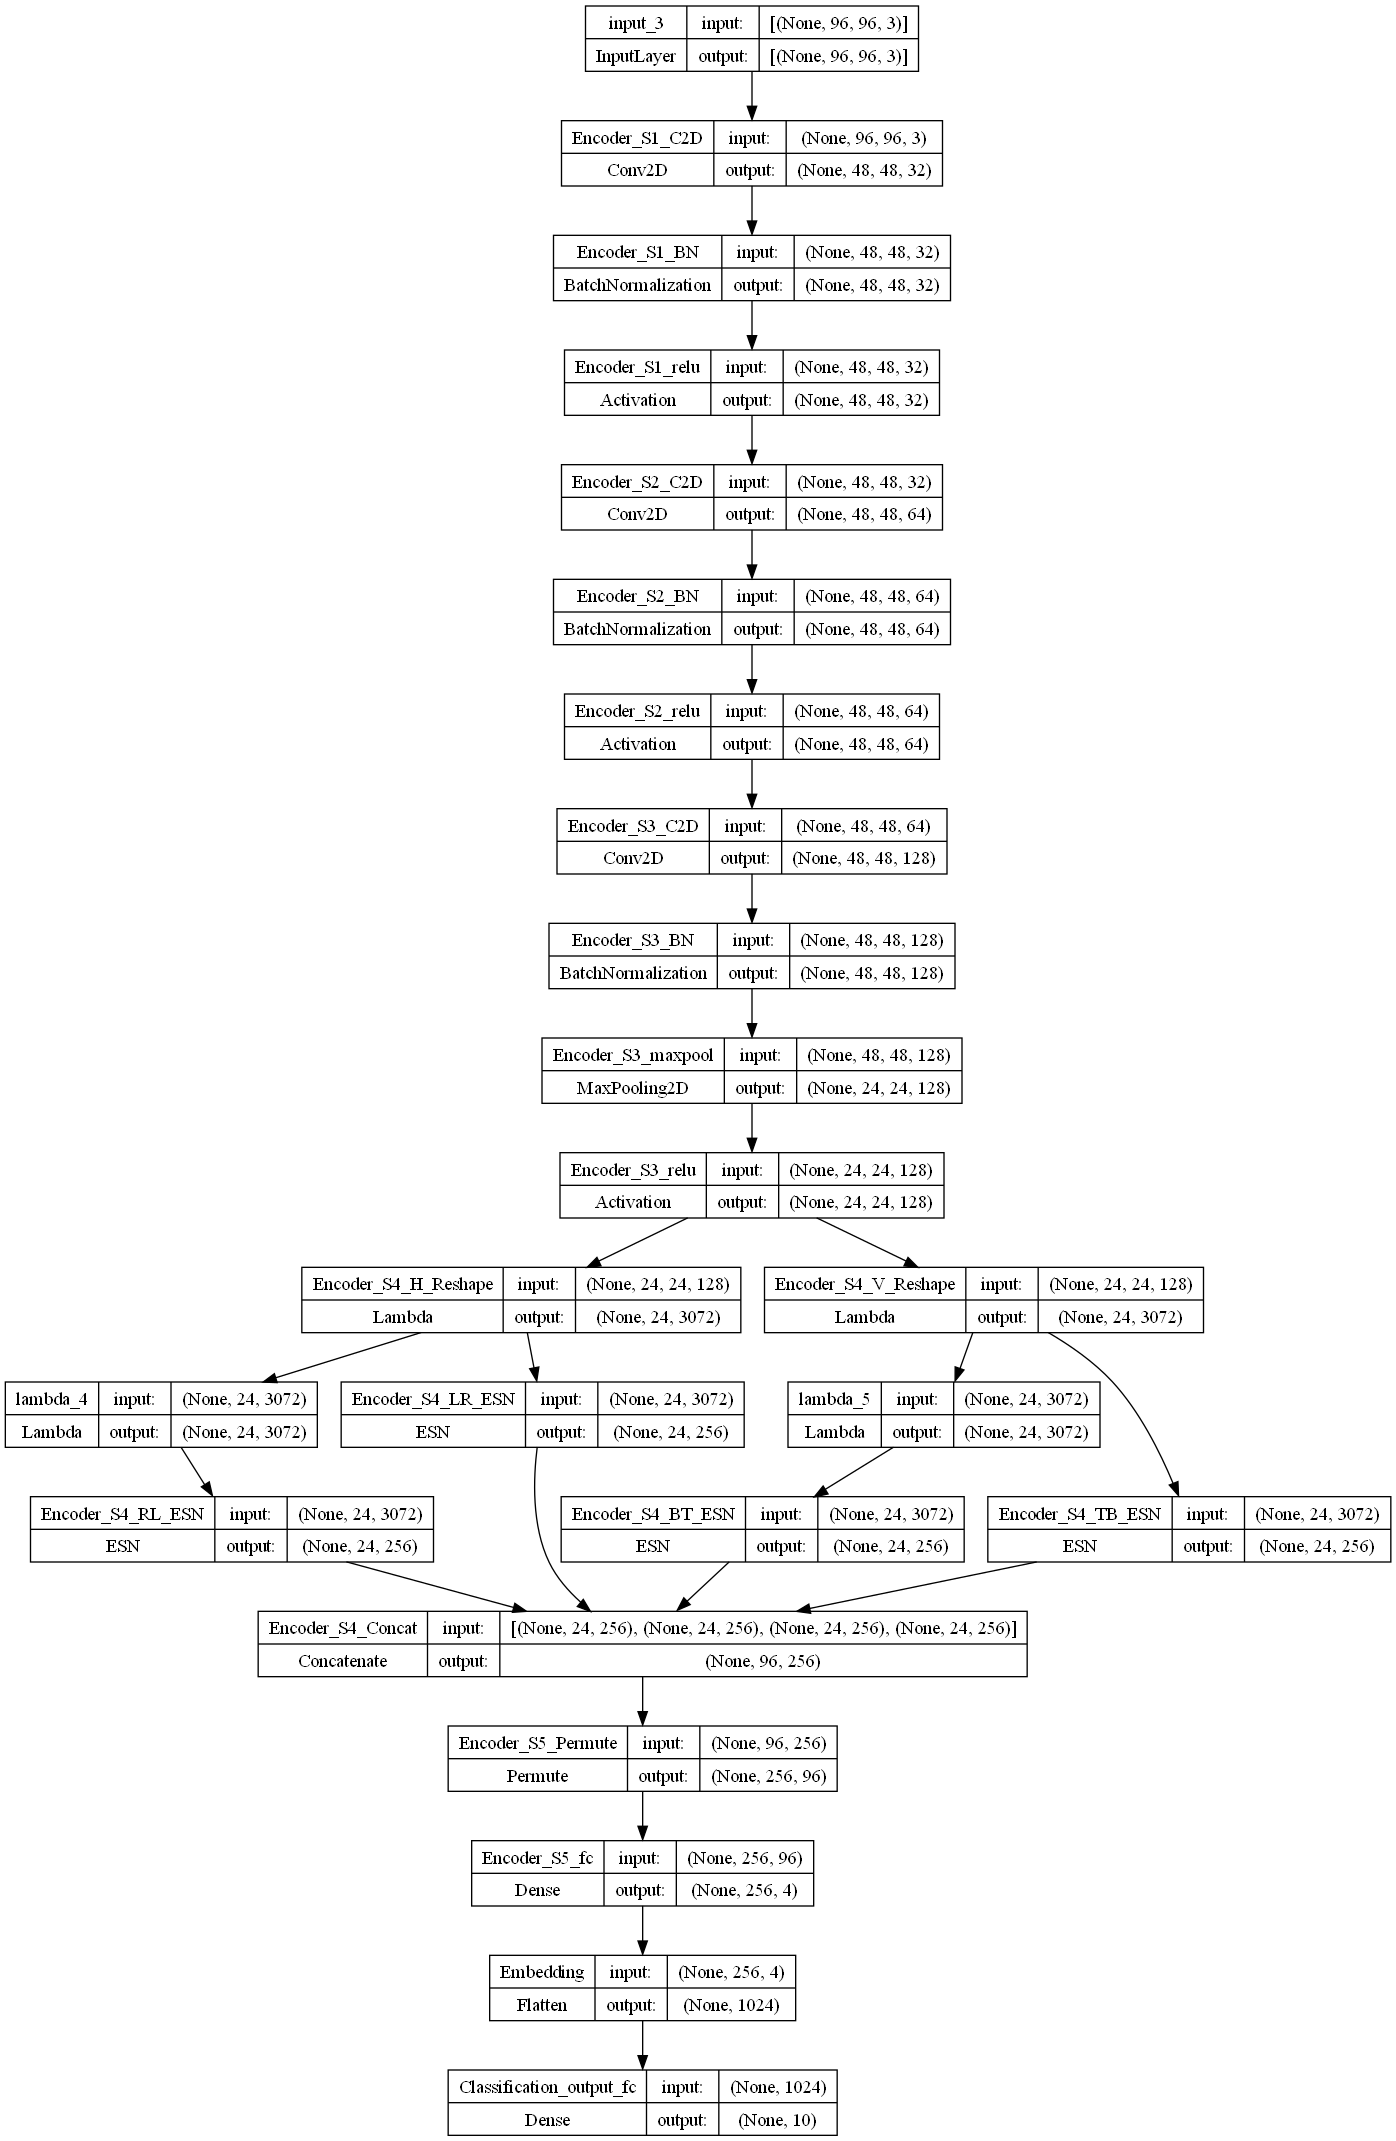 input_3 input: [(None, 96, 96, 3)]
InputLayer output: [(None, 96, 96, 3)]
Encoder_S1_C2D input: (None, 96, 96, 3)
Conv2D output: (None, 48, 48, 32)
Encoder_S1_BN input: (None, 48, 48, 32)
BatchNormalization output: (None, 48, 48, 32)
Encoder_S1_relu input: (None, 48, 48, 32)
Activation output: (None, 48, 48, 32)
Encoder_S2_C2D input: (None, 48, 48, 32)
Conv2D output: (None, 48, 48, 64)
Encoder_S2_BN input: (None, 48, 48, 64)
BatchNormalization output: (None, 48, 48, 64)
Encoder_S2_relu input: (None, 48, 48, 64)
Activation output: (None, 48, 48, 64)
Encoder_S3_C2D input: (None, 48, 48, 64)
Conv2D output: (None, 48, 48, 128)
Encoder_S3_BN input: (None, 48, 48, 128)
BatchNormalization output: (None, 48, 48, 128)
Encoder_S3_maxpool input: (None, 48, 48, 128)
MaxPooling2D output: (None, 24, 24, 128)
Encoder_S3_relu input: (None, 24, 24, 128)
Activation output: (None, 24, 24, 128)
Encoder_S4_H_Reshape input: (None, 24, 24, 128)
Lambda output: (None, 24, 3072)
Encoder_S4_V_Reshape input: (None, 24, 24, 128)
Lambda output: (None, 24, 3072)
lambda_4 input: (None, 24, 3072)
Lambda output: (None, 24, 3072)
Encoder_S4_LR_ESN input: (None, 24, 3072)
ESN output: (None, 24, 256)
lambda_5 input: (None, 24, 3072)
Lambda output: (None, 24, 3072)
Encoder_S4_RL_ESN input: (None, 24, 3072)
ESN output: (None, 24, 256)
Encoder_S4_BT_ESN input: (None, 24, 3072)
ESN output: (None, 24, 256)
Encoder_S4_TB_ESN input: (None, 24, 3072)
ESN output: (None, 24, 256)
Encoder_S4_Concat input: [(None, 24, 256), (None, 24, 256), (None, 24, 256), (None, 24, 256)]
Concatenate output: (None, 96, 256)
Encoder_S5_Permute input: (None, 96, 256)
Permute output: (None, 256, 96)
Encoder_S5_fc input: (None, 256, 96)
Dense output: (None, 256, 4)
Embedding input: (None, 256, 4)
Flatten output: (None, 1024)
Classification_output_fc input: (None, 1024)
Dense output: (None, 10)